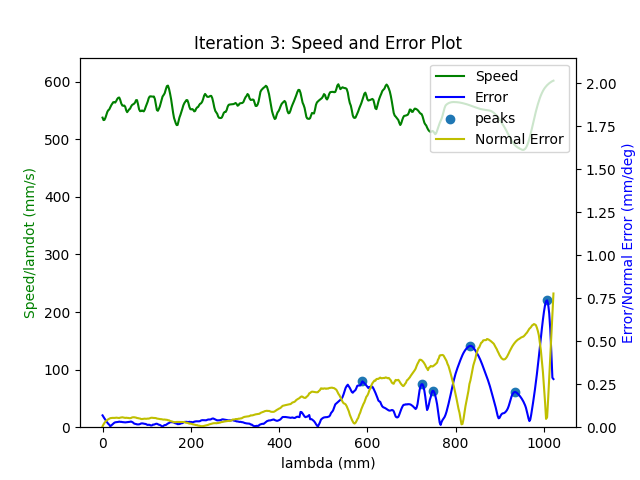 Iteration 3: Speed and Error Plot
Speed
Error
peaks
Normal Error
600
500
400
300
200
100
0
Speed/lamdot (mm/s)
2.00
1.75
1.50
1.25
1.00
0.75
0.50
0.25
0.00
Error/Normal Error (mm/deg)
0 200 400 600 800 1000
lambda (mm)